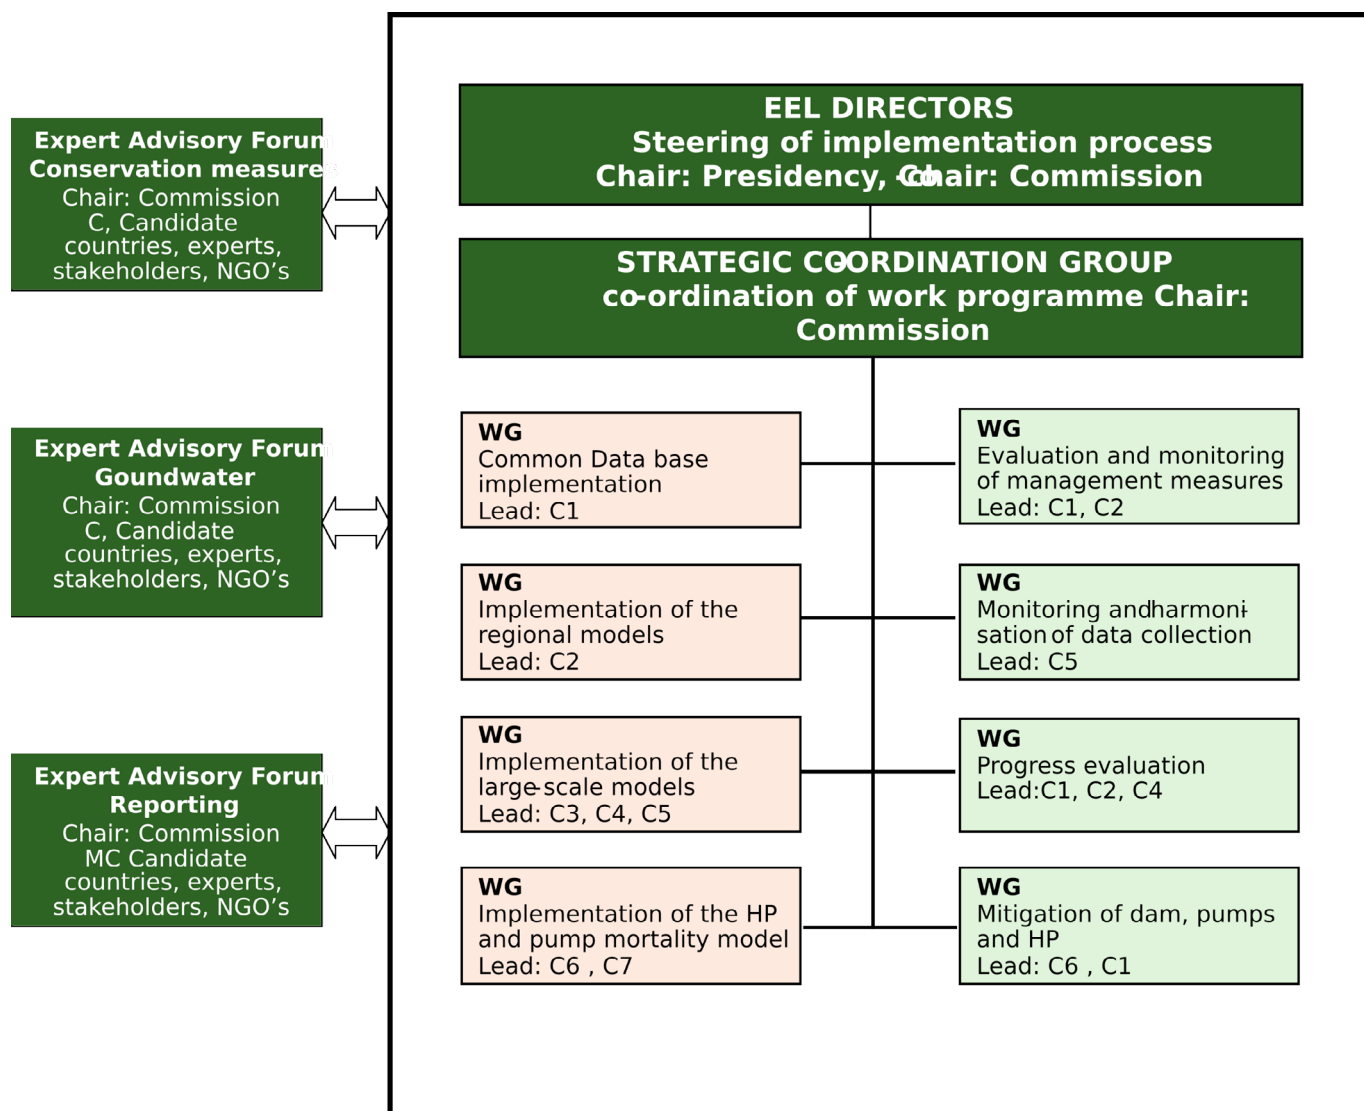 EEL DIRECTORS
Steering of implementation process
Chair: Presidency, co-chair: Commission
STRATEGIC CO-ORDINATION GROUP
co-ordination of work programme Chair:
Commission
Expert Advisory Forum
Conservation measures
Chair: Commission
C, Candidate
countries, experts,
stakeholders, NGO’s
Expert Advisory Forum
Goundwater
Chair: Commission
C, Candidate
countries, experts,
stakeholders, NGO’s
Expert Advisory Forum
Reporting
Chair: Commission
MC Candidate
countries, experts,
stakeholders, NGO’s
WG
Common Data base
implementation
Lead: C1
WG
Evaluation and monitoring
of management measures
Lead: C1, C2
WG
Implementation of the
regional models
Lead: C2
WG
Monitoring and harmoni-
sation of data collection
Lead: C5
WG
Implementation of the
large-scale models
Lead: C3, C4, C5
WG
Progress evaluation
Lead:C1, C2, C4
WG
Implementation of the HP
and pump mortality model
Lead: C6 , C7
WG
Mitigation of dam, pumps
and HP
Lead: C6 , C1